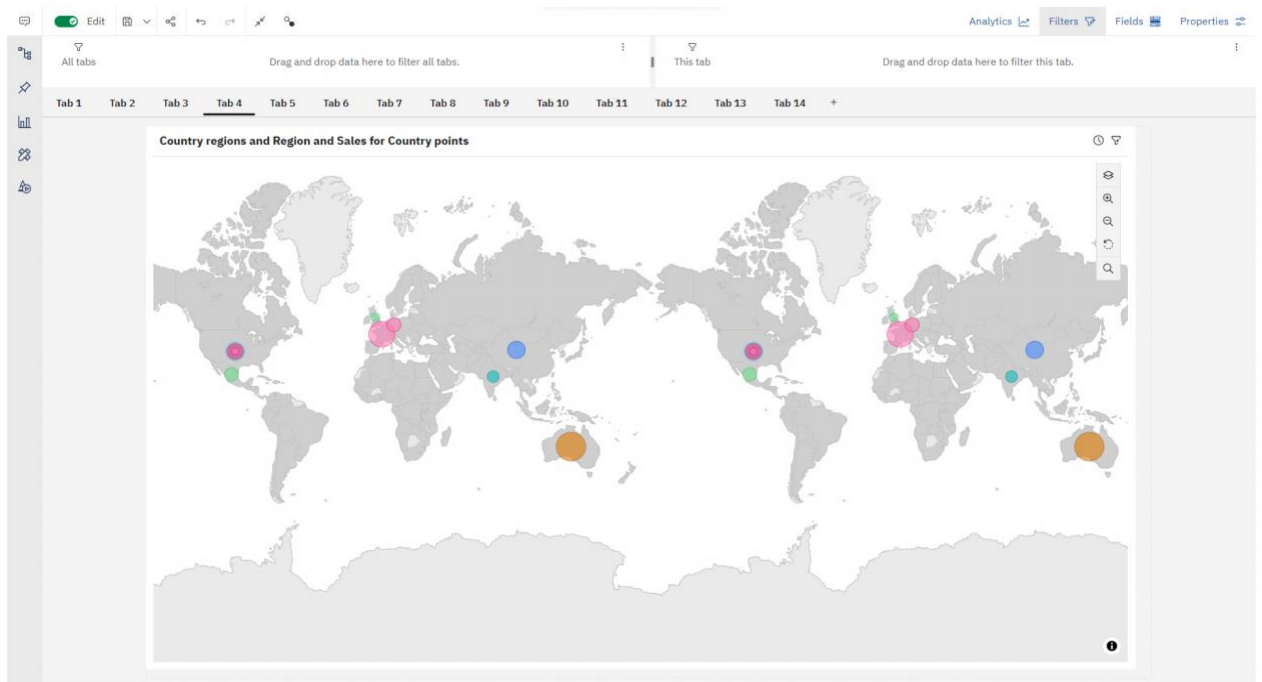 Edit
Analytics Filters Fields Properties
All tabs Drag and drop data here to filter all tabs.
This tab Drag and drop data here to filter this tab.
Tab 1 Tab 2 Tab 3 Tab 4 Tab 5 Tab 6 Tab 7 Tab 8 Tab 9 Tab 10 Tab 11 Tab 12 Tab 13 Tab 14 +
Country regions and Region and Sales for Country points